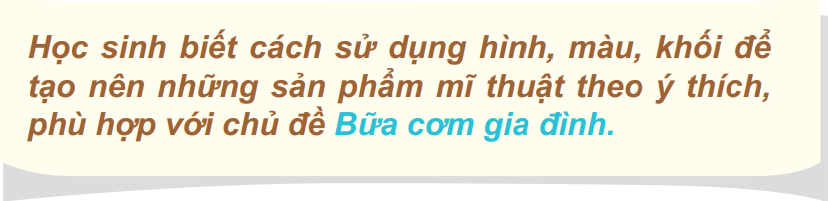 Học sinh biết cách sử dụng hình, màu, khối để
tạo nên những sản phẩm mĩ thuật theo ý thích,
phù hợp với chủ đề Bữa cơm gia đình.